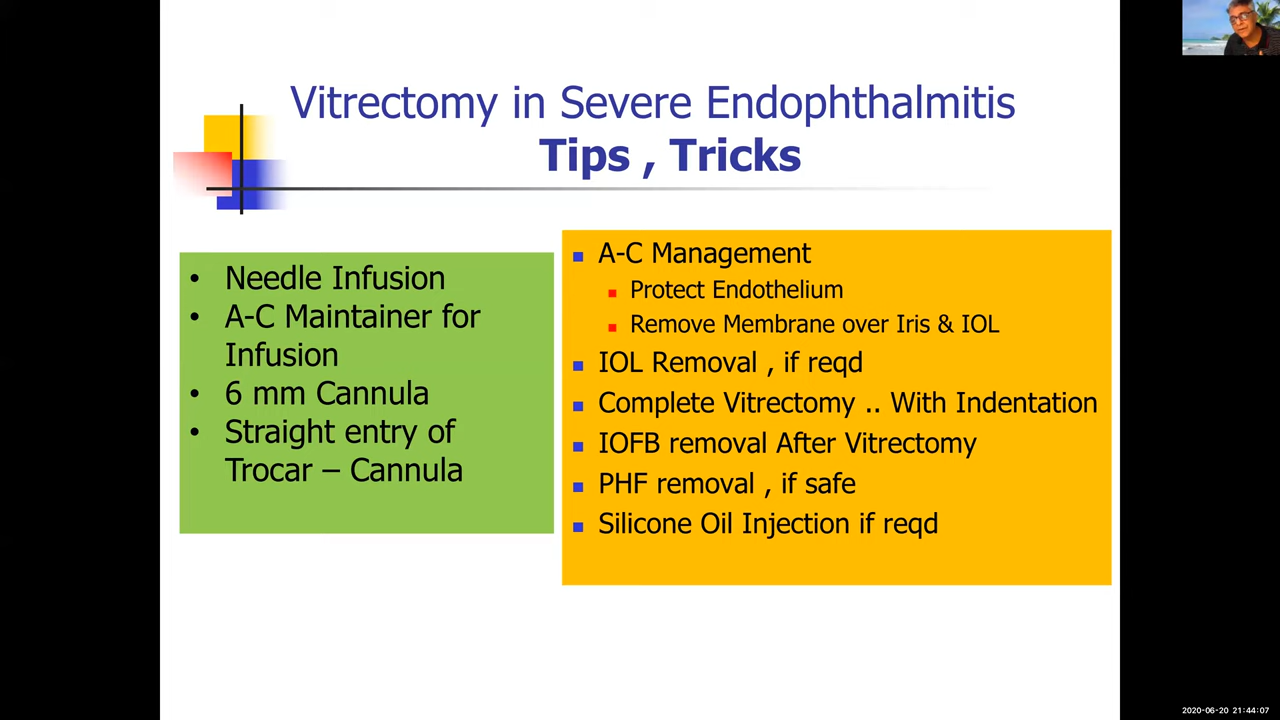 Vitrectomy in Severe Endophthalmitis
Tips , Tricks
• Needle Infusion
• A-C Maintainer for
Infusion
• 6 mm Cannula
• Straight entry of
Trocar – Cannula
A-C Management
Protect Endothelium
Remove Membrane over Iris & IOL
IOL Removal , if reqd
Complete Vitrectomy .. With Indentation
IOFB removal After Vitrectomy
PHF removal , if safe
Silicone Oil Injection if reqd
2020-06-20 21:44:07